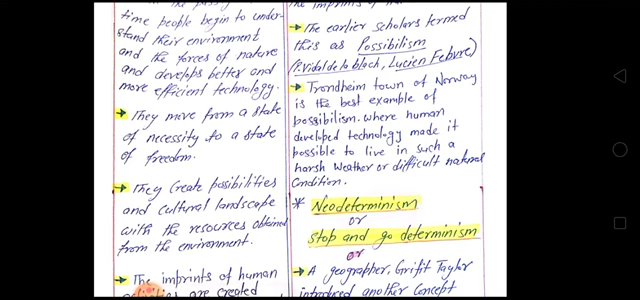 time people begin to under-
stand their environment
and the forces of nature
and develops better and
more efficient technology.
They move from a state
of necessity to a state
of freedom.
They create posibilities
and cultural landscape
with the resources obtained
from the environment.
The imprints of human
are created
The earlier scholars termed
this as Possibilism
(P.Vidal de la blach, Lucien Febvre)
Trondheim town of Norway
is the best example of
possibilism. where human
developed technology made it
possible to live in such a
harsh weather or difficult natural
condition.
* Neodeterminism
or
Stop and go determinism
or
A geographer, Griffit Taylor
introduced another concept